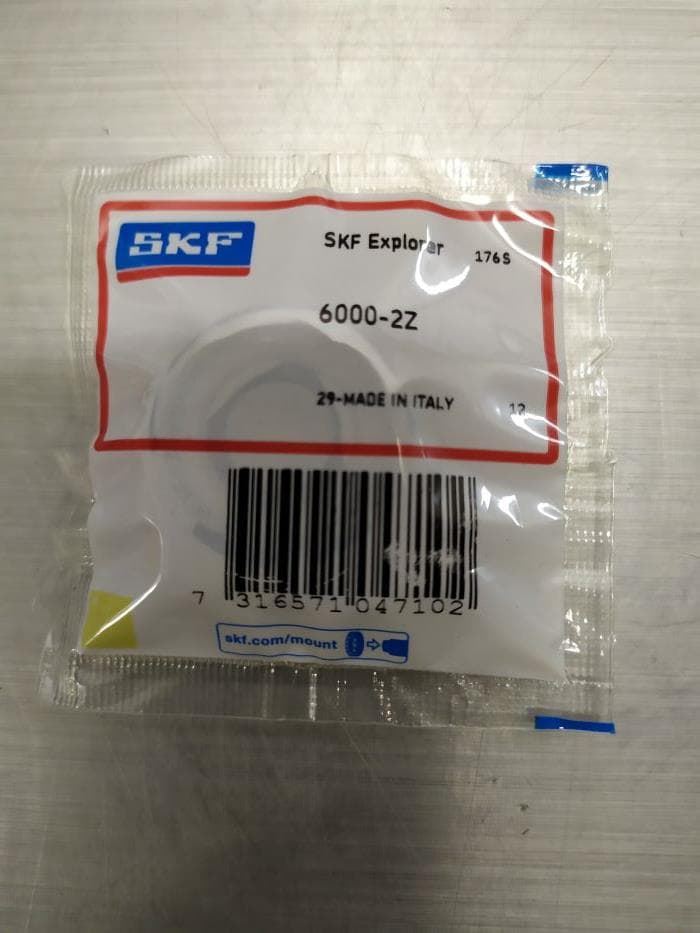 SKF
SKF Explorer 176S
6000-2Z
29-MADE IN ITALY 12
7 316571 047102
skf.com/mount